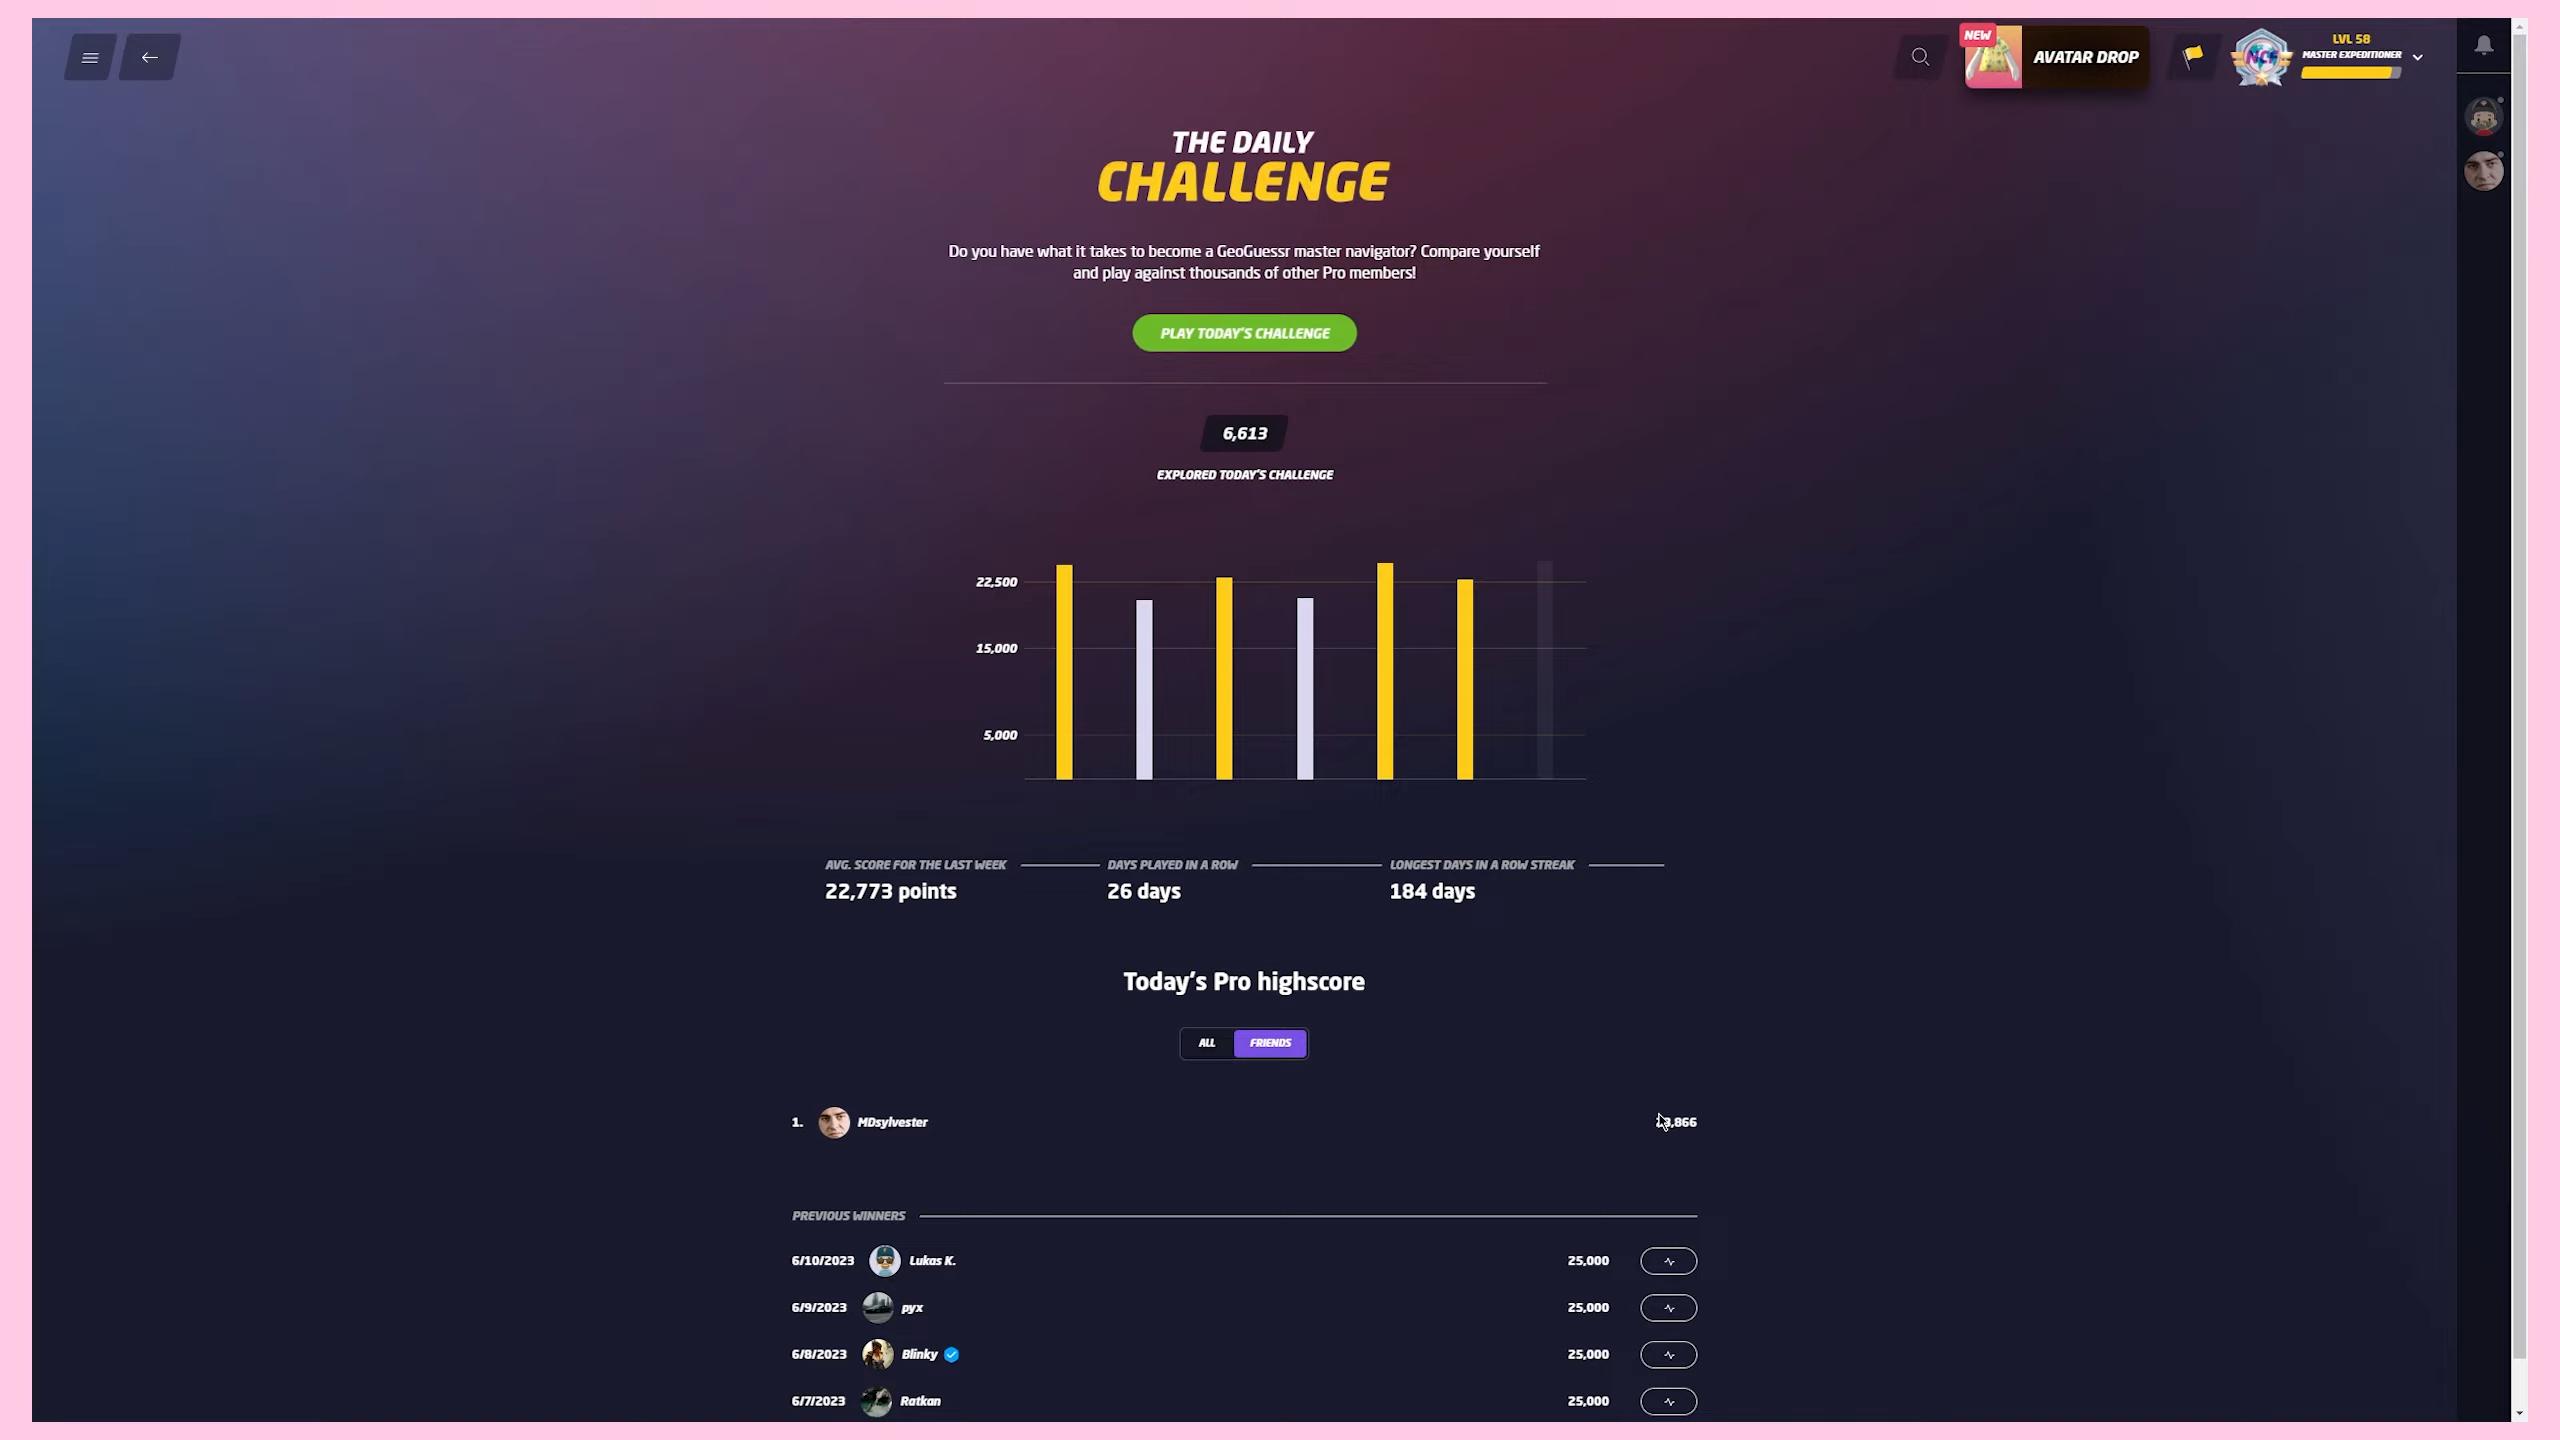 NEW
AVATAR DROP
LVL 58
MASTER EXPEDITIONER
THE DAILY
CHALLENGE
Do you have what it takes to become a GeoGuessr master navigator? Compare yourself
and play against thousands of other Pro members!
PLAY TODAY'S CHALLENGE
6,613
EXPLORED TODAY'S CHALLENGE
22,500
15,000
5,000
AVG. SCORE FOR THE LAST WEEK
22,773 points
DAYS PLAYED IN A ROW
26 days
LONGEST DAYS IN A ROW STREAK
184 days
Today's Pro highscore
ALL FRIENDS
1. MDsylvester
PREVIOUS WINNERS
6/10/2023 Lukas K. 25,000
6/9/2023 pyx 25,000
6/8/2023 Blinky 25,000
6/7/2023 Ratkan 25,000